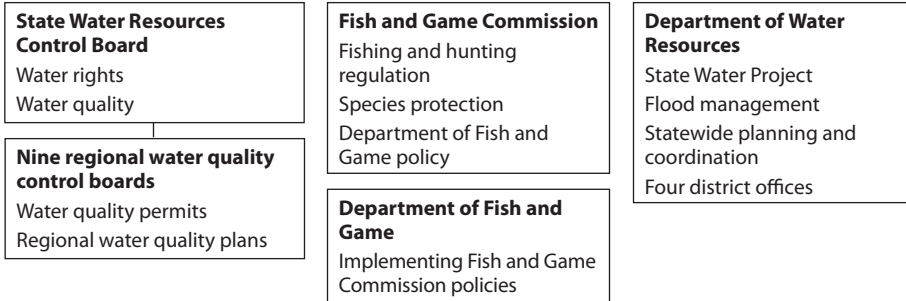 State Water Resources
Control Board
Water rights
Water quality
Nine regional water quality
control boards
Water quality permits
Regional water quality plans
Fish and Game Commission
Fishing and hunting
regulation
Species protection
Department of Fish and
Game policy
Department of Fish and
Game
Implementing Fish and Game
Commission policies
Department of Water
Resources
State Water Project
Flood management
Statewide planning and
coordination
Four district offices